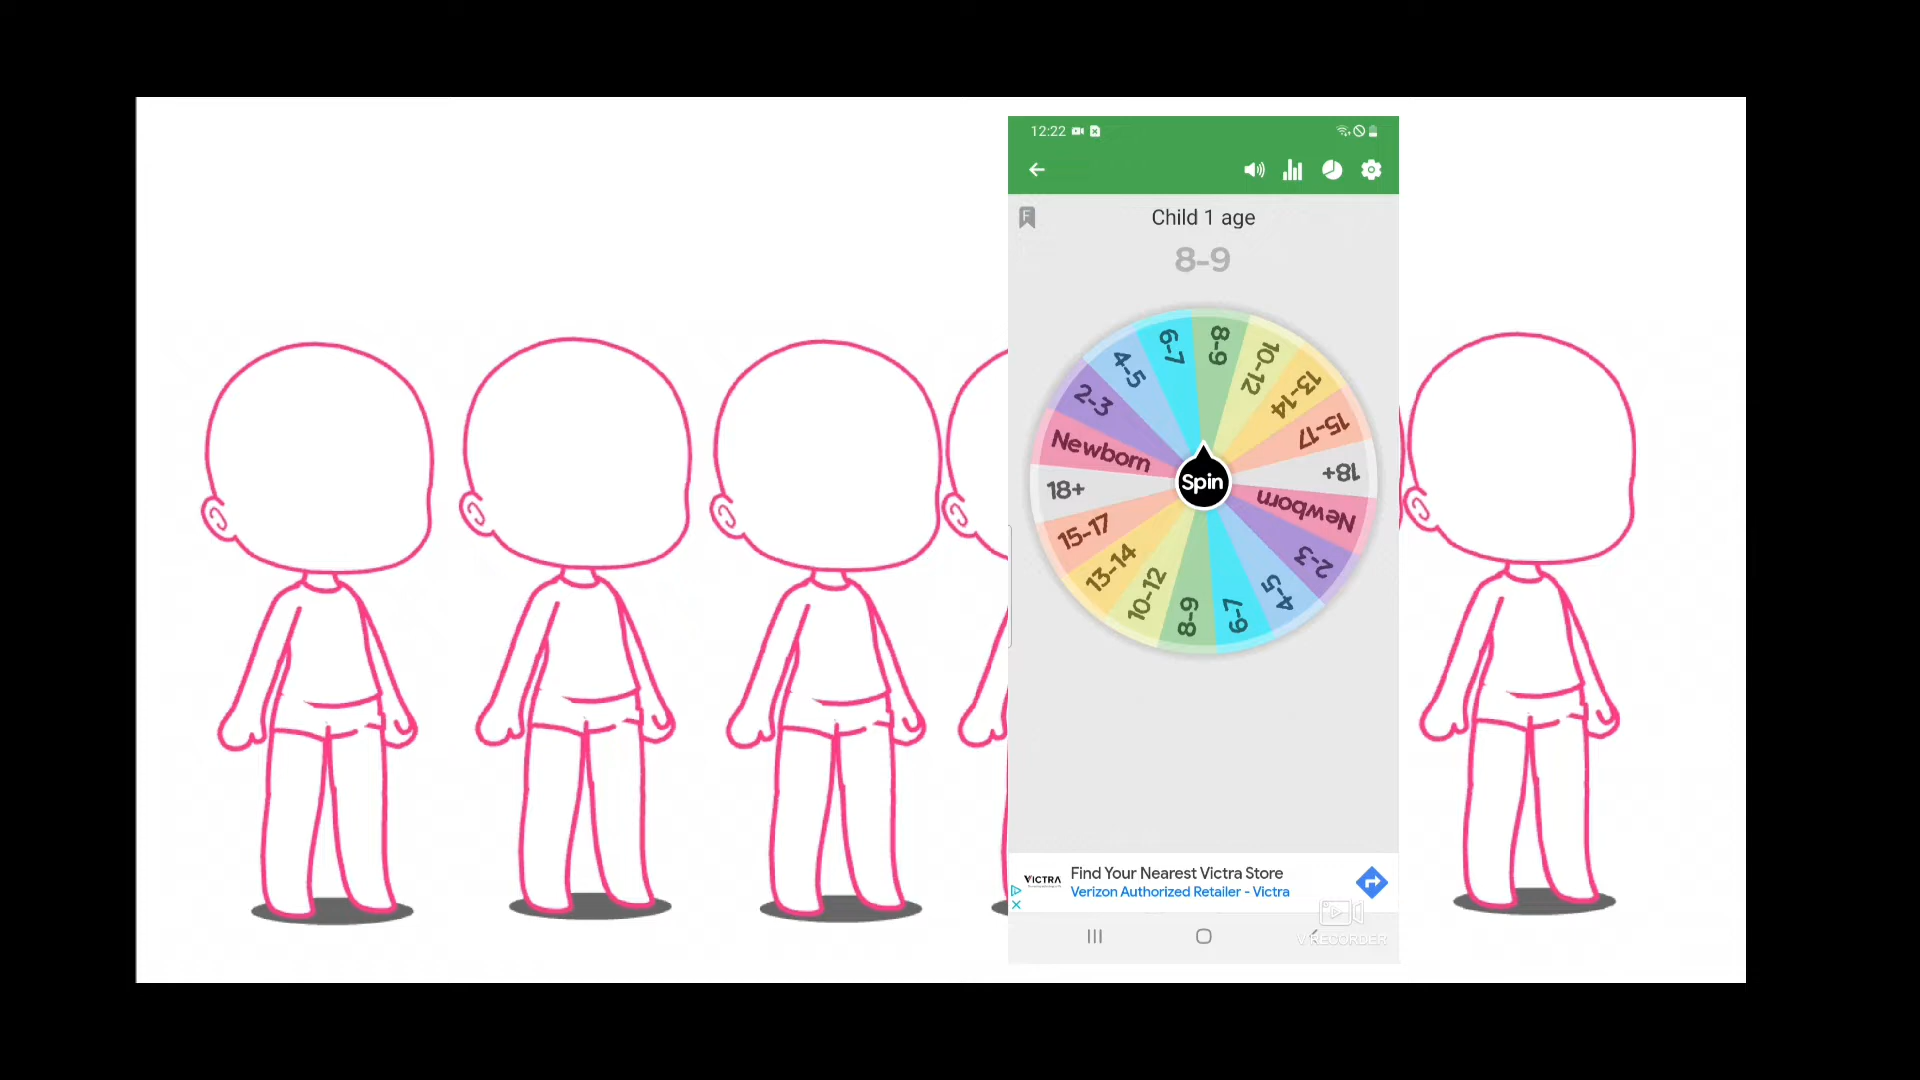 12:22
Child 1 age
8-9
6-7
8-9
10-12
13-14
15-17
18+
Newborn
2-3
4-5
6-7
8-9
10-12
13-14
15-17
18+
Newborn
2-3
4-5
Spin
VICTRA
Find Your Nearest Victra Store
Verizon Authorized Retailer - Victra
V RECORDER